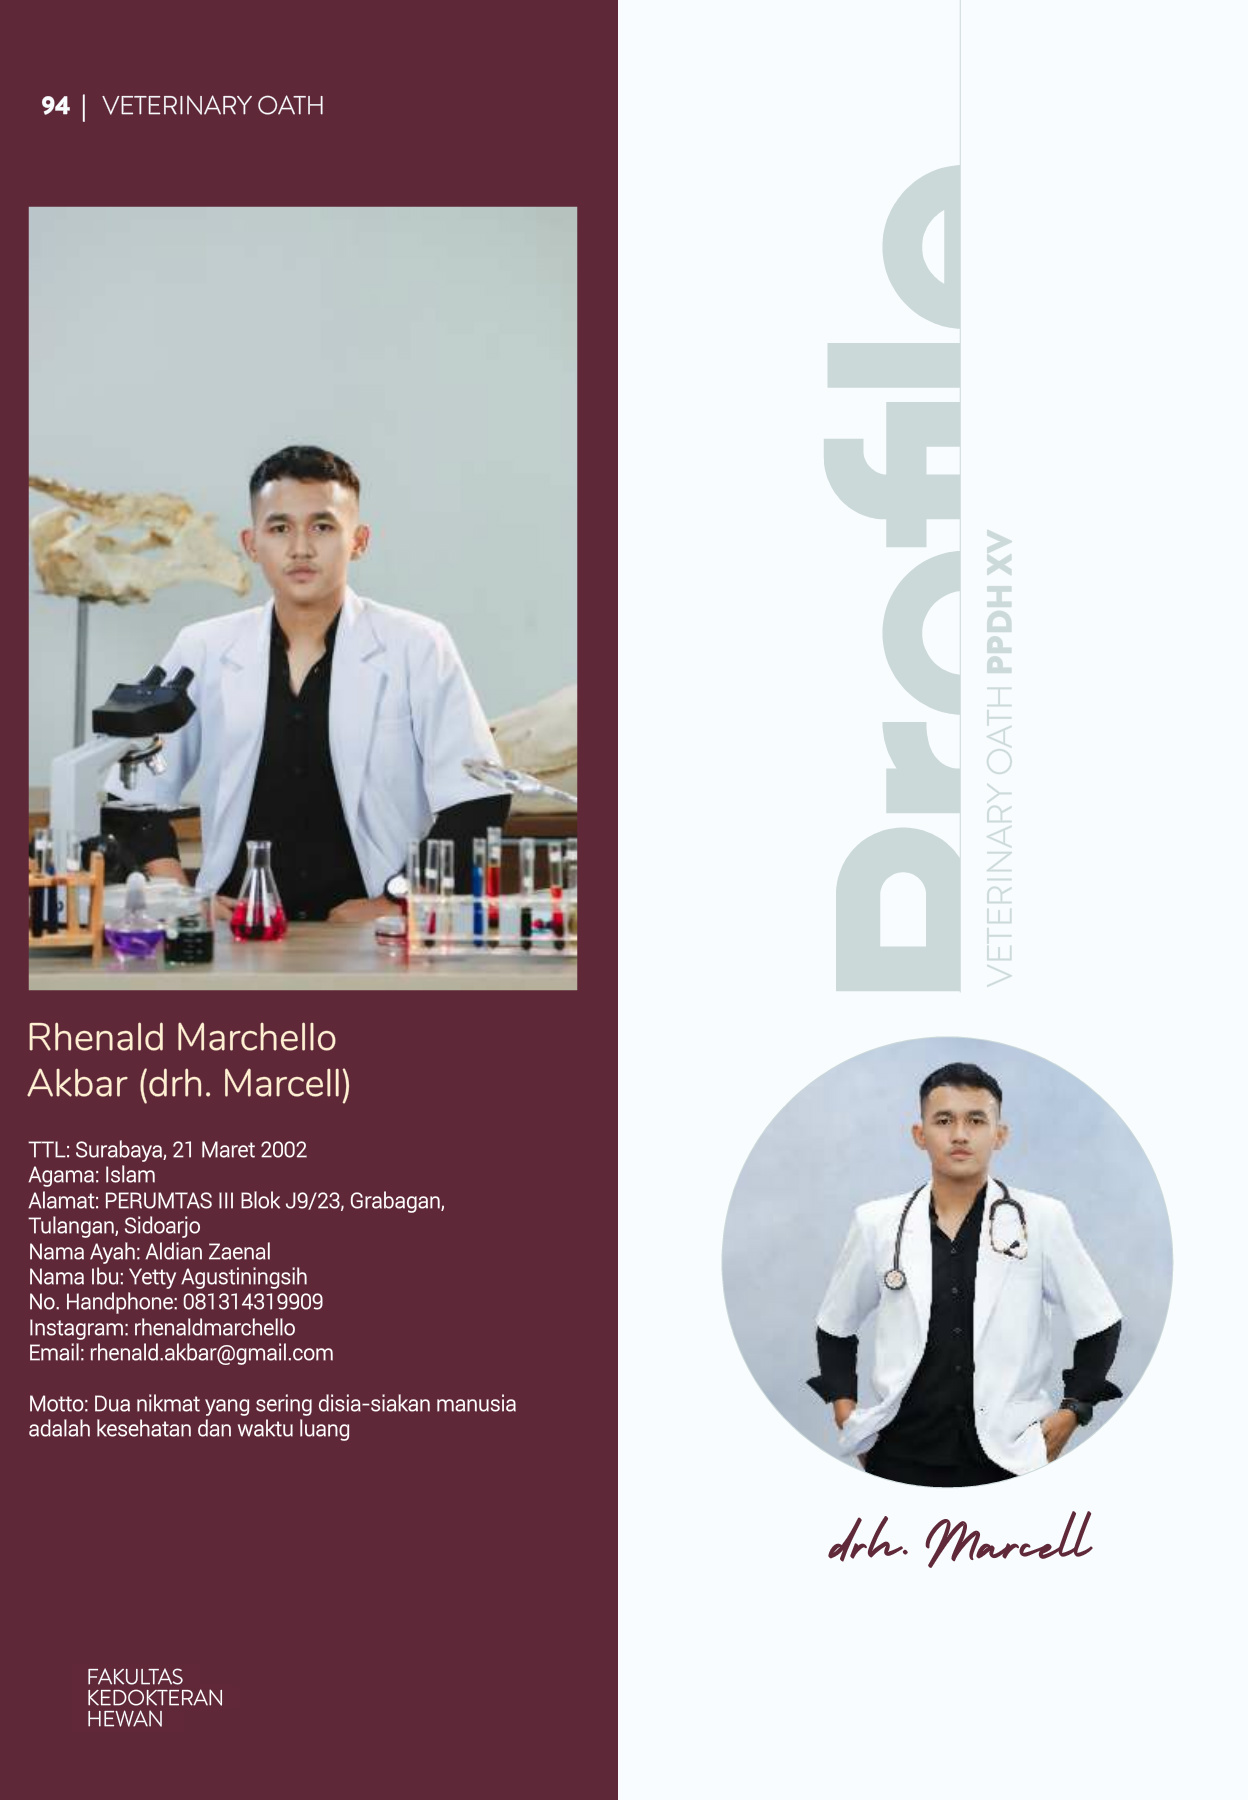 94 | VETERINARY OATH
Rhenald Marchello
Akbar (drh. Marcell)
TTL: Surabaya, 21 Maret 2002
Agama: Islam
Alamat: PERUMTAS III Blok J9/23, Grabagan,
Tulangan, Sidoarjo
Nama Ayah: Aldian Zaenal
Nama Ibu: Yetty Agustiningsih
No. Handphone: 081314319909
Instagram: rhenaldmarchello
Email: rhenald.akbar@gmail.com
Motto: Dua nikmat yang sering disia-siakan manusia
adalah kesehatan dan waktu luang
FAKULTAS
KEDOKTERAN
HEWAN
Profile
VETERINARY OATH PPDH XV
drh. Marcell